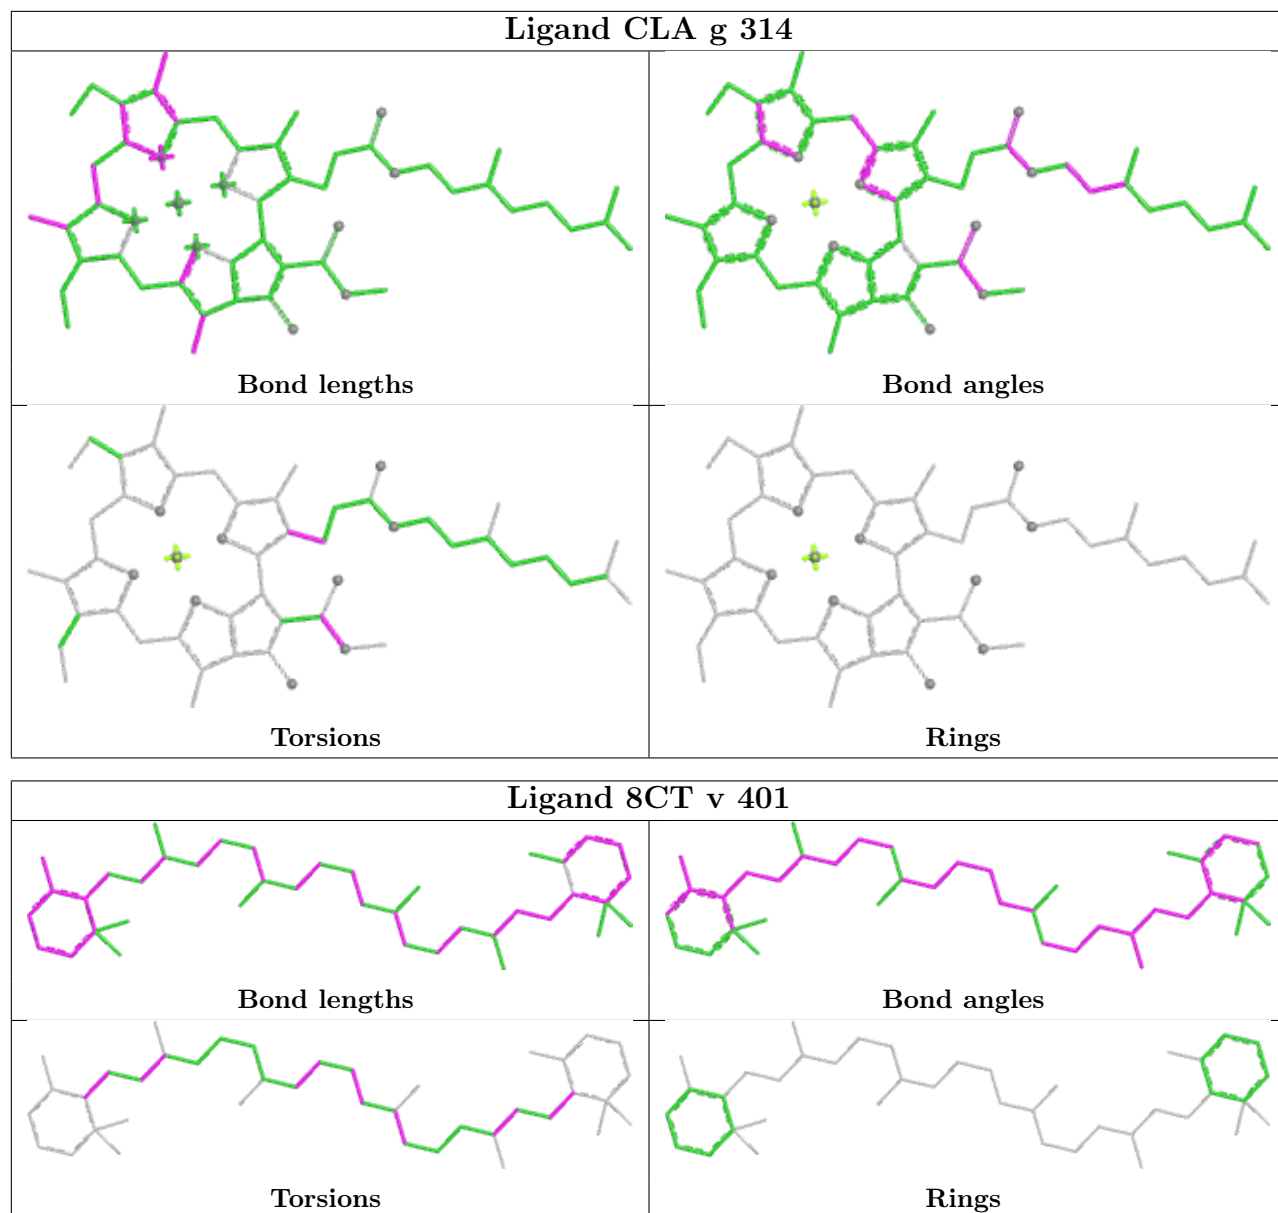 Ligand CLA g 314
Bond lengths
Bond angles
Torsions
Rings
Ligand 8CT v 401
Bond lengths
Bond angles
Torsions
Rings